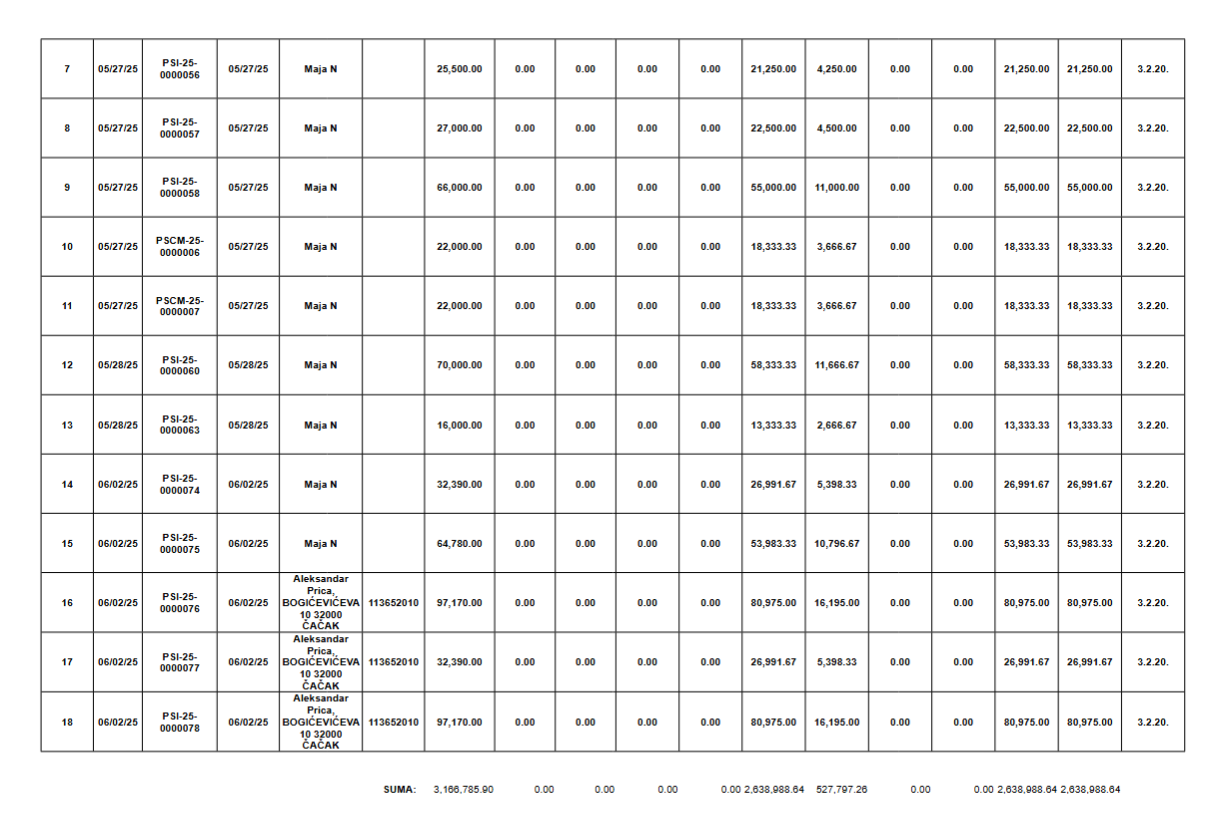 7 05/27/25 PSI-25-0000056 05/27/25 Maja N 25,500.00 0.00 0.00 0.00 0.00 21,250.00 4,250.00 0.00 0.00 21,250.00 21,250.00 3.2.20.
8 05/27/25 PSI-25-0000057 05/27/25 Maja N 27,000.00 0.00 0.00 0.00 0.00 22,500.00 4,500.00 0.00 0.00 22,500.00 22,500.00 3.2.20.
9 05/27/25 PSI-25-0000058 05/27/25 Maja N 66,000.00 0.00 0.00 0.00 0.00 55,000.00 11,000.00 0.00 0.00 55,000.00 55,000.00 3.2.20.
10 05/27/25 PSCM-25-0000006 05/27/25 Maja N 22,000.00 0.00 0.00 0.00 0.00 18,333.33 3,666.67 0.00 0.00 18,333.33 18,333.33 3.2.20.
11 05/27/25 PSCM-25-0000007 05/27/25 Maja N 22,000.00 0.00 0.00 0.00 0.00 18,333.33 3,666.67 0.00 0.00 18,333.33 18,333.33 3.2.20.
12 05/28/25 PSI-25-0000060 05/28/25 Maja N 70,000.00 0.00 0.00 0.00 0.00 58,333.33 11,666.67 0.00 0.00 58,333.33 58,333.33 3.2.20.
13 05/28/25 PSI-25-0000063 05/28/25 Maja N 16,000.00 0.00 0.00 0.00 0.00 13,333.33 2,666.67 0.00 0.00 13,333.33 13,333.33 3.2.20.
14 06/02/25 PSI-25-0000074 06/02/25 Maja N 32,390.00 0.00 0.00 0.00 0.00 26,991.67 5,398.33 0.00 0.00 26,991.67 26,991.67 3.2.20.
15 06/02/25 PSI-25-0000075 06/02/25 Maja N 64,780.00 0.00 0.00 0.00 0.00 53,983.33 10,796.67 0.00 0.00 53,983.33 53,983.33 3.2.20.
16 06/02/25 PSI-25-0000076 06/02/25 Aleksandar Prica, BOGIĆEVIĆEVA 10 32000 ČAČAK 113652010 97,170.00 0.00 0.00 0.00 0.00 80,975.00 16,195.00 0.00 0.00 80,975.00 80,975.00 3.2.20.
17 06/02/25 PSI-25-0000077 06/02/25 Aleksandar Prica, BOGIĆEVIĆEVA 10 32000 ČAČAK 113652010 32,390.00 0.00 0.00 0.00 0.00 26,991.67 5,398.33 0.00 0.00 26,991.67 26,991.67 3.2.20.
18 06/02/25 PSI-25-0000078 06/02/25 Aleksandar Prica, BOGIĆEVIĆEVA 10 32000 ČAČAK 113652010 97,170.00 0.00 0.00 0.00 0.00 80,975.00 16,195.00 0.00 0.00 80,975.00 80,975.00 3.2.20.
SUMA: 3,166,785.90 0.00 0.00 0.00 0.00 2,638,988.64 527,797.26 0.00 0.00 2,638,988.64 2,638,988.64